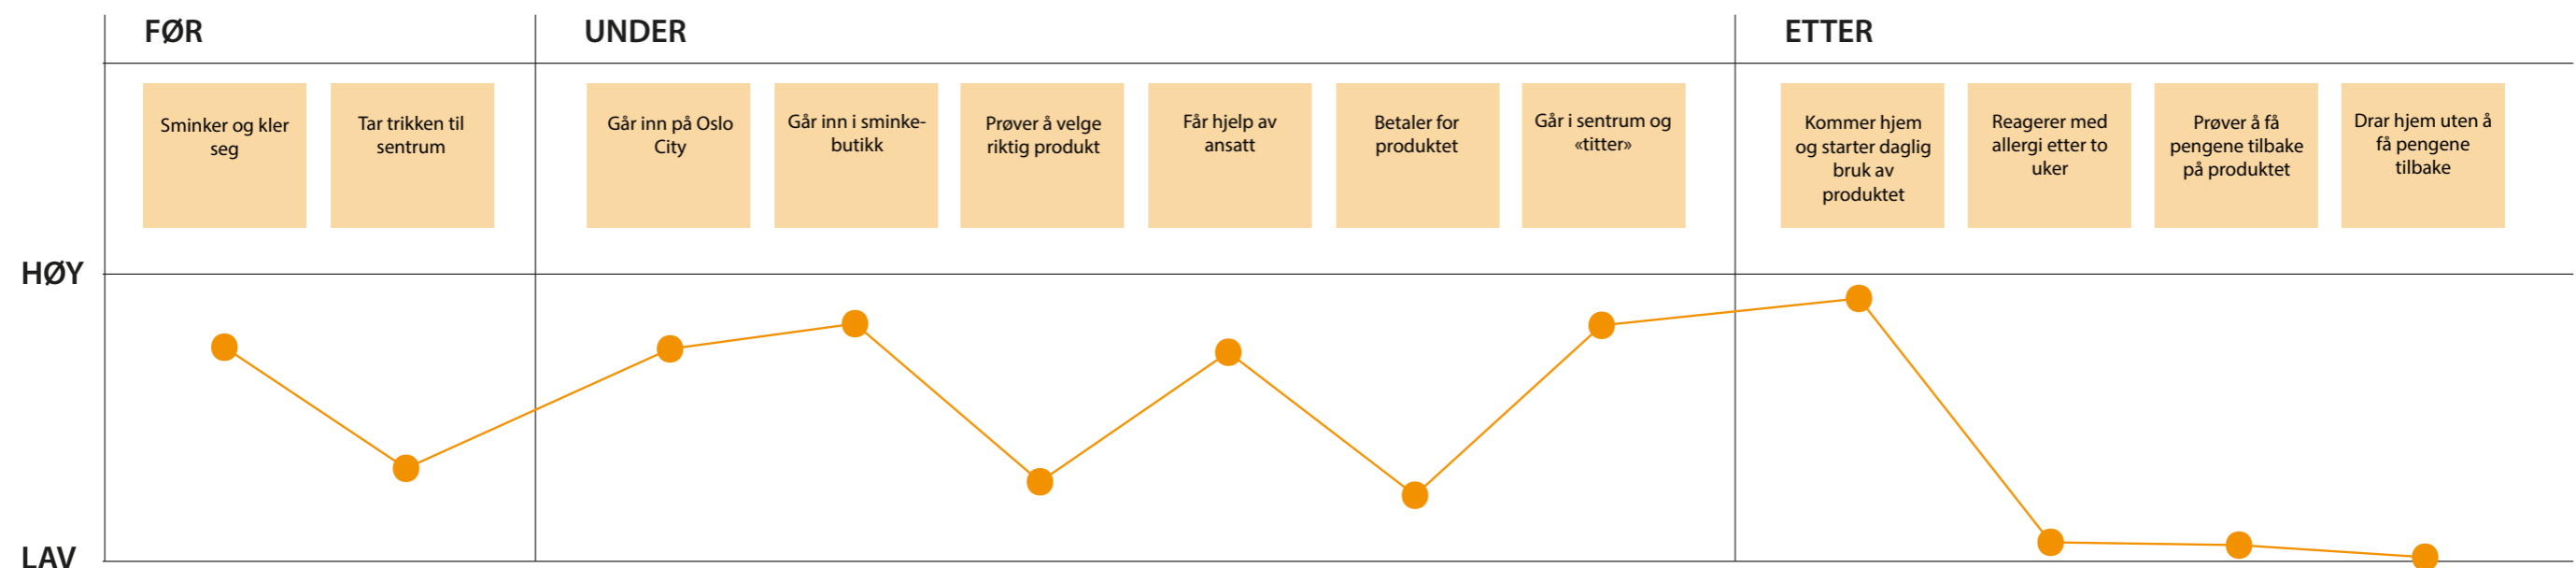 FØR
UNDER
ETTER
Sminker og kler
seg
Tar trikken til
sentrum
Går inn på Oslo
City
Går inn i sminke-
butikk
Prøver å velge
riktig produkt
Får hjelp av
ansatt
Betaler for
produktet
Går i sentrum og
«titter»
Kommer hjem
og starter daglig
bruk av
produktet
Reagerer med
allergi etter to
uker
Prøver å få
pengene tilbake
på produktet
Drar hjem uten å
få pengene
tilbake
HØY
LAV